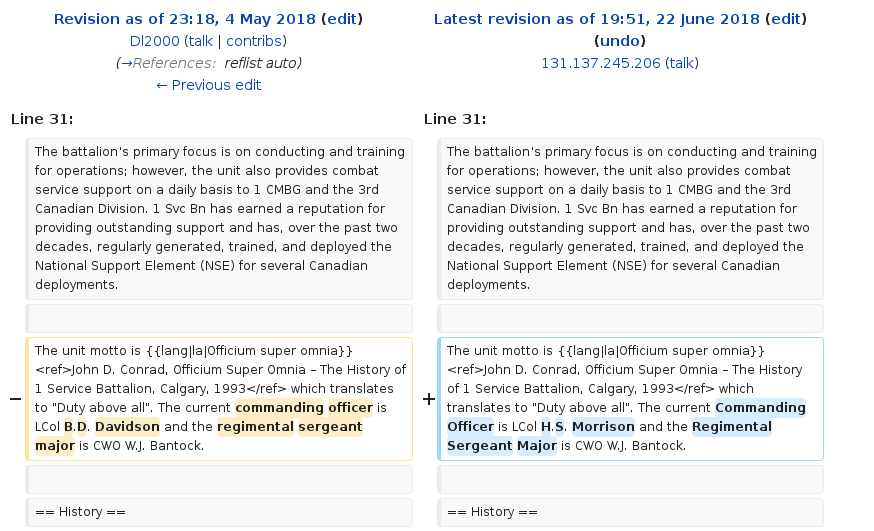 Revision as of 23:18, 4 May 2018 (edit)
Dl2000 (talk | contribs)
(→References: reflist auto)
← Previous edit
Latest revision as of 19:51, 22 June 2018 (edit)
(undo)
131.137.245.206 (talk)
Line 31:
The battalion's primary focus is on conducting and training
for operations; however, the unit also provides combat
service support on a daily basis to 1 CMBG and the 3rd
Canadian Division. 1 Svc Bn has earned a reputation for
providing outstanding support and has, over the past two
decades, regularly generated, trained, and deployed the
National Support Element (NSE) for several Canadian
deployments.
− The unit motto is {{lang|la|Officium super omnia}}
<ref>John D. Conrad, Officium Super Omnia – The History of
1 Service Battalion, Calgary, 1993</ref> which translates
to "Duty above all". The current commanding officer is
LCol B.D. Davidson and the regimental sergeant
major is CWO W.J. Bantock.
== History ==
Line 31:
The battalion's primary focus is on conducting and training
for operations; however, the unit also provides combat
service support on a daily basis to 1 CMBG and the 3rd
Canadian Division. 1 Svc Bn has earned a reputation for
providing outstanding support and has, over the past two
decades, regularly generated, trained, and deployed the
National Support Element (NSE) for several Canadian
deployments.
+ The unit motto is {{lang|la|Officium super omnia}}
<ref>John D. Conrad, Officium Super Omnia – The History
of 1 Service Battalion, Calgary, 1993</ref> which
translates to "Duty above all". The current Commanding
Officer is LCol H.S. Morrison and the Regimental
Sergeant Major is CWO W.J. Bantock.
== History ==